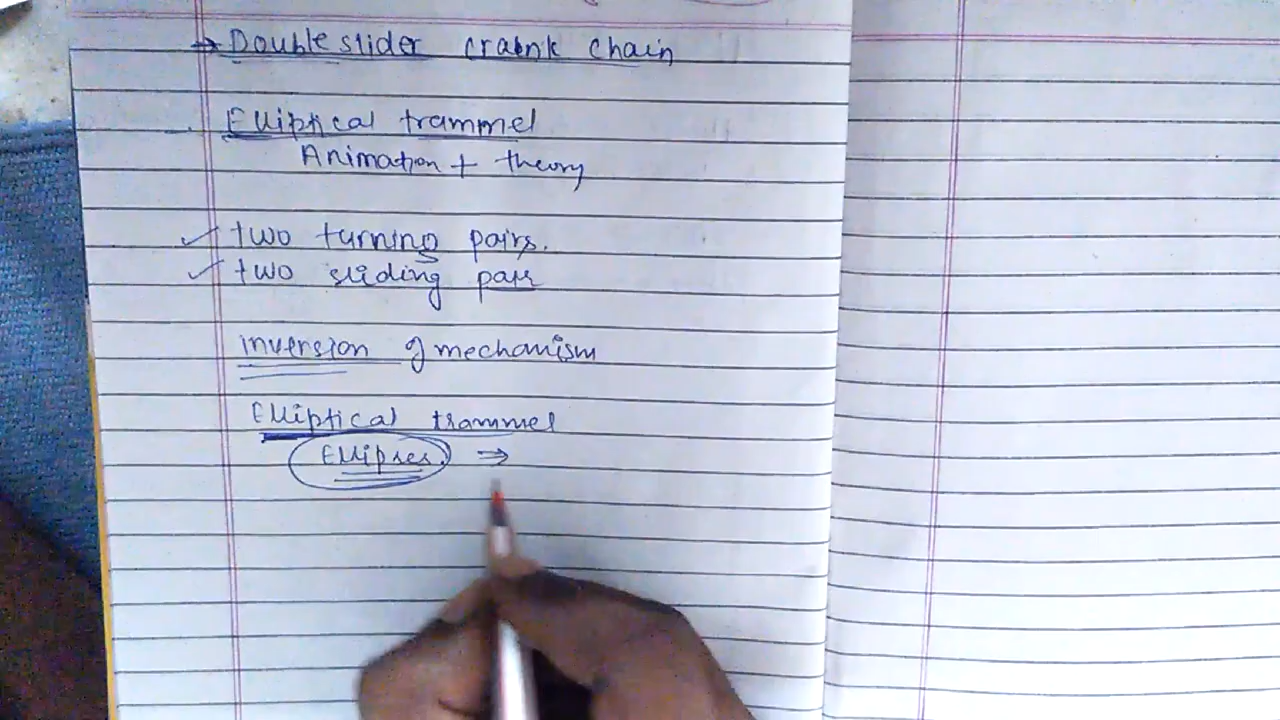 → Double slider crank chain
Elliptical trammel
Animation + theory
✓ two turning pairs.
✓ two sliding pair
inversion of mechanism
Elliptical trammel
Ellipses. ⇒